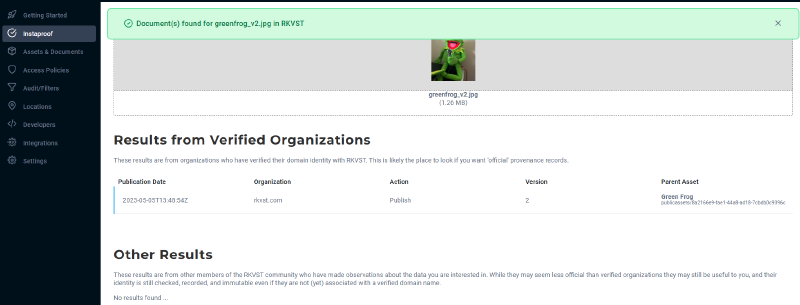 Getting Started
Instaproof
Assets & Documents
Access Policies
Audit/Filters
Locations
Developers
Integrations
Settings
Document(s) found for greenfrog_v2.jpg in RKVST
greenfrog_v2.jpg
(1.26 MB)
Results from Verified Organizations
These results are from organizations who have verified their domain identity with RKVST. This is likely the place to look if you want 'official' provenance records.
Publication Date Organization Action Version Parent Asset
2023-05-05T13:48:54Z rkvst.com Publish 2 Green Frog
Other Results
These results are from other members of the RKVST community who have made observations about the data you are interested in. While they may seem less official than verified organizations they may still be useful to you, and their
identity is still checked, recorded, and immutable even if they are not (yet) associated with a verified domain name.
No results found ...